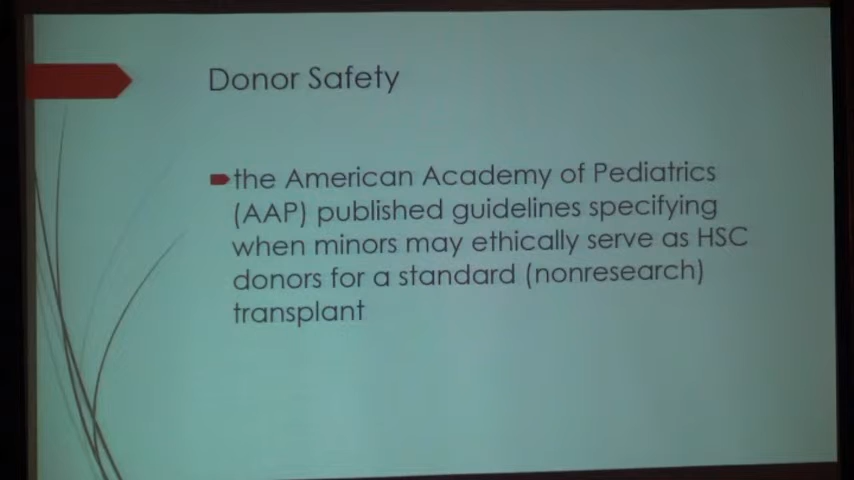 Donor Safety
the American Academy of Pediatrics
(AAP) published guidelines specifying
when minors may ethically serve as HSC
donors for a standard (nonresearch)
transplant